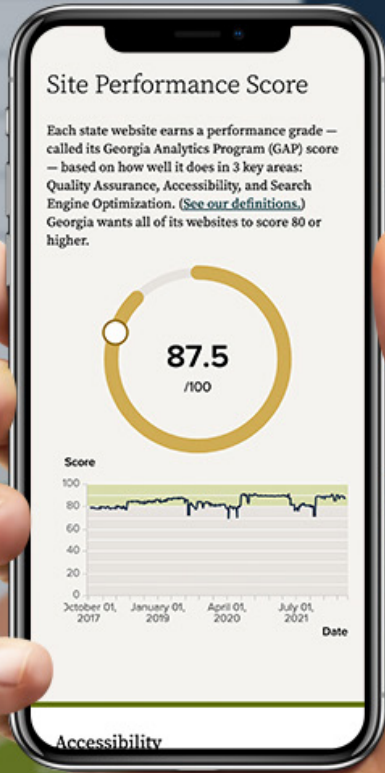 Site Performance Score
Each state website earns a performance grade —
called its Georgia Analytics Program (GAP) score
— based on how well it does in 3 key areas:
Quality Assurance, Accessibility, and Search
Engine Optimization. (See our definitions.)
Georgia wants all of its websites to score 80 or
higher.
87.5
/100
Score
100
80
60
40
20
0
October 01, January 01, April 01, July 01,
2017 2019 2020 2021
Date
Accessibility